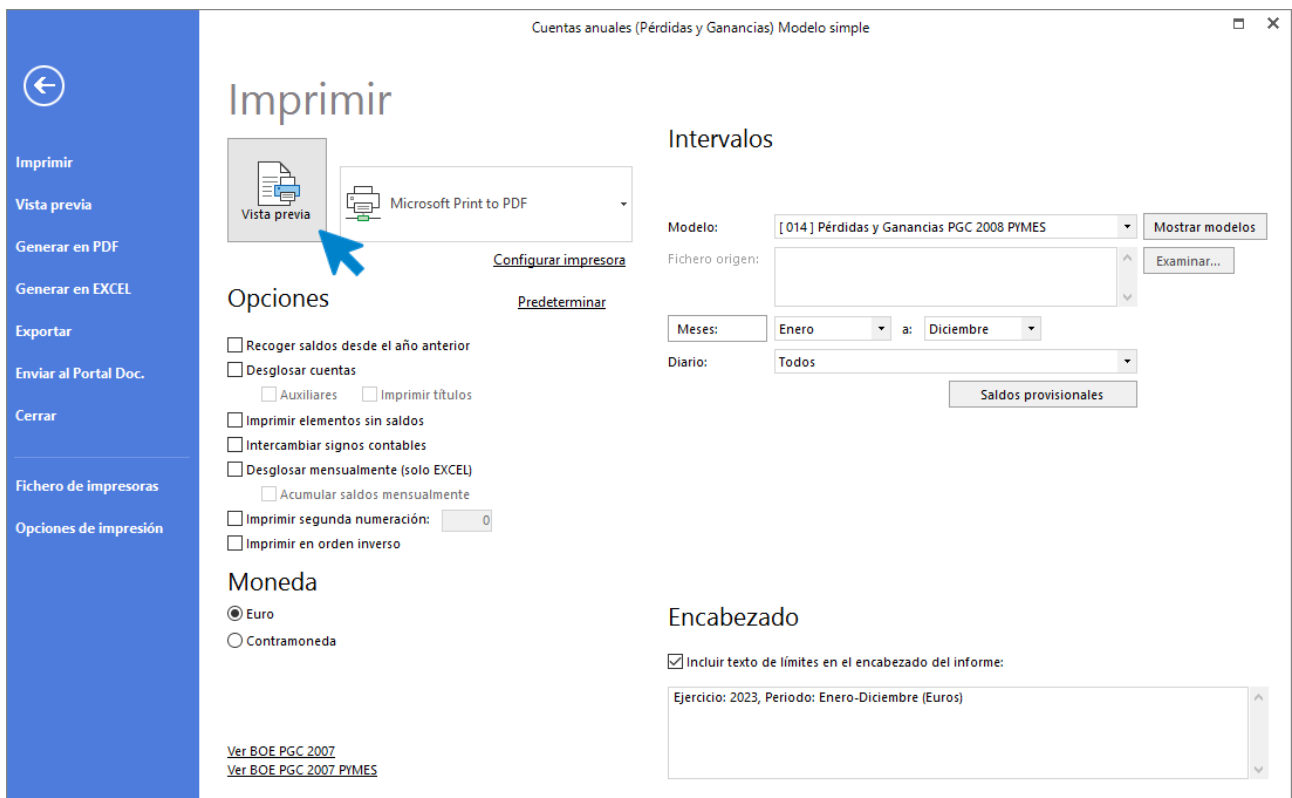 Cuentas anuales (Pérdidas y Ganancias) Modelo simple
Imprimir
Vista previa
Generar en PDF
Generar en EXCEL
Exportar
Enviar al Portal Doc.
Cerrar
Fichero de impresoras
Opciones de impresión
Imprimir
Vista previa
Microsoft Print to PDF
Configurar impresora
Opciones
Predeterminar
Recoger saldos desde el año anterior
Desglosar cuentas
Auxiliares Imprimir títulos
Imprimir elementos sin saldos
Intercambiar signos contables
Desglosar mensualmente (solo EXCEL)
Acumular saldos mensualmente
Imprimir segunda numeración: 0
Imprimir en orden inverso
Moneda
Euro
Contramoneda
Ver BOE PGC 2007
Ver BOE PGC 2007 PYMES
Intervalos
Modelo: [ 014 ] Pérdidas y Ganancias PGC 2008 PYMES Mostrar modelos
Fichero origen: Examinar...
Meses: Enero a: Diciembre
Diario: Todos
Saldos provisionales
Encabezado
Incluir texto de límites en el encabezado del informe:
Ejercicio: 2023, Periodo: Enero-Diciembre (Euros)